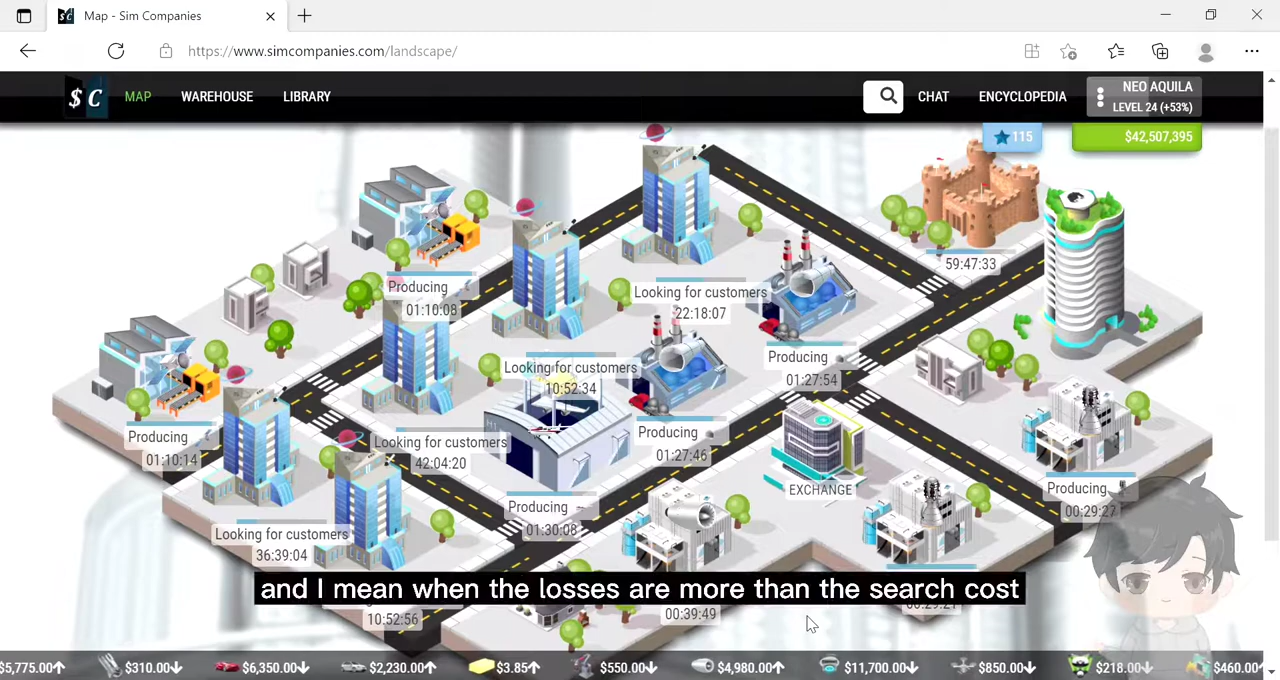 Map - Sim Companies
https://www.simcompanies.com/landscape/
$C
MAP
WAREHOUSE
LIBRARY
CHAT
ENCYCLOPEDIA
NEO AQUILA
LEVEL 24 (+53%)
115
$42,507,395
59:47:33
Producing
01:10:08
Looking for customers
22:18:07
Producing
01:27:54
Looking for customers
10:52:34
Producing
01:27:46
Producing
01:10:14
Looking for customers
42:04:20
EXCHANGE
Producing
00:29:27
Producing
01:30:08
Looking for customers
36:39:04
and I mean when the losses are more than the search cost
10:52:56
00:39:49
$5,775.00↑
$310.00↓
$6,350.00↓
$2,230.00↑
$3.85↑
$550.00↓
$4,980.00↑
$11,700.00↓
$850.00↓
$218.00↓
$460.00↑